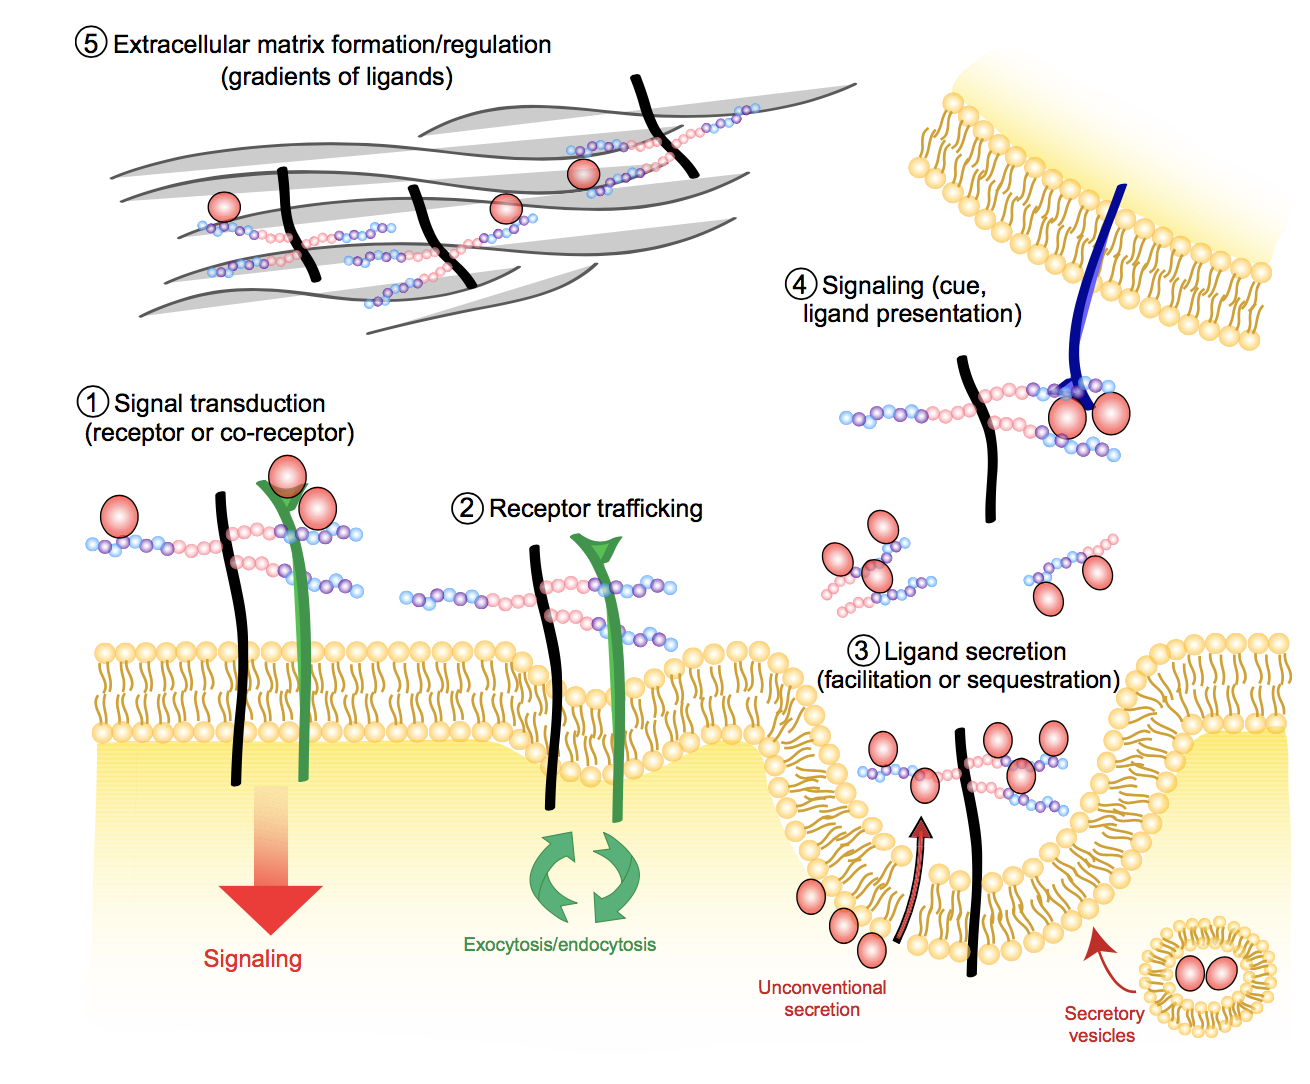 ⑤ Extracellular matrix formation/regulation
(gradients of ligands)
④ Signaling (cue,
ligand presentation)
① Signal transduction
(receptor or co-receptor)
② Receptor trafficking
③ Ligand secretion
(facilitation or sequestration)
Signaling
Exocytosis/endocytosis
Unconventional
secretion
Secretory
vesicles